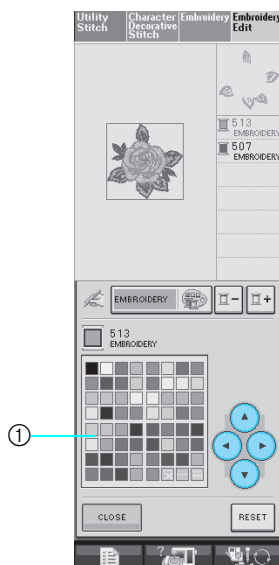 Utility
Stitch
Character
Decorative
Stitch
Embroidery
Embroidery
Edit
513
EMBROIDERY
507
EMBROIDERY
EMBROIDERY
−
+
513
EMBROIDERY
①
CLOSE
RESET
?